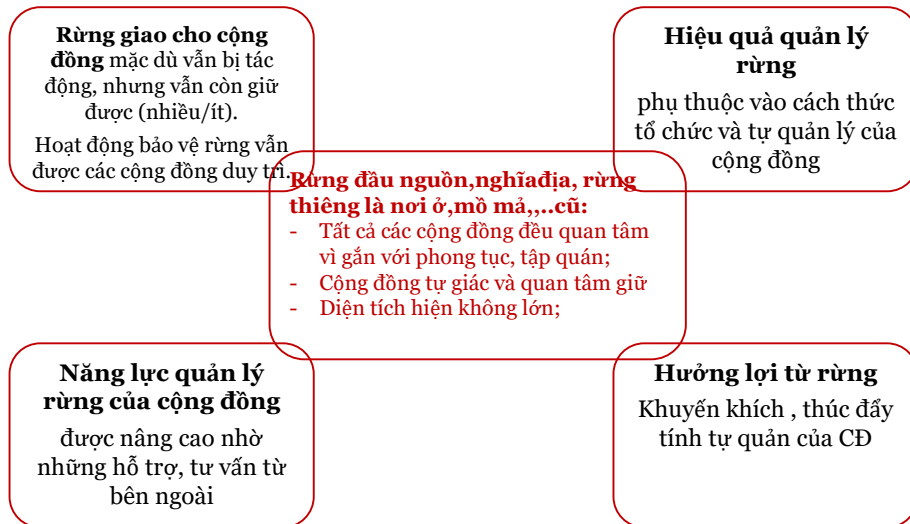 Rừng giao cho cộng
đồng mặc dù vẫn bị tác
động, nhưng vẫn còn giữ
được (nhiều/ít).
Hoạt động bảo vệ rừng vẫn
được các cộng đồng duy trì.
Hiệu quả quản lý
rừng
phụ thuộc vào cách thức
tổ chức và tự quản lý của
cộng đồng
Rừng đầu nguồn,nghĩađịa, rừng
thiêng là nơi ở,mồ mả,,..cũ:
- Tất cả các cộng đồng đều quan tâm
vì gắn với phong tục, tập quán;
- Cộng đồng tự giác và quan tâm giữ
- Diện tích hiện không lớn;
Năng lực quản lý
rừng của cộng đồng
được nâng cao nhờ
những hỗ trợ, tư vấn từ
bên ngoài
Hưởng lợi từ rừng
Khuyến khích , thúc đẩy
tính tự quản của CĐ